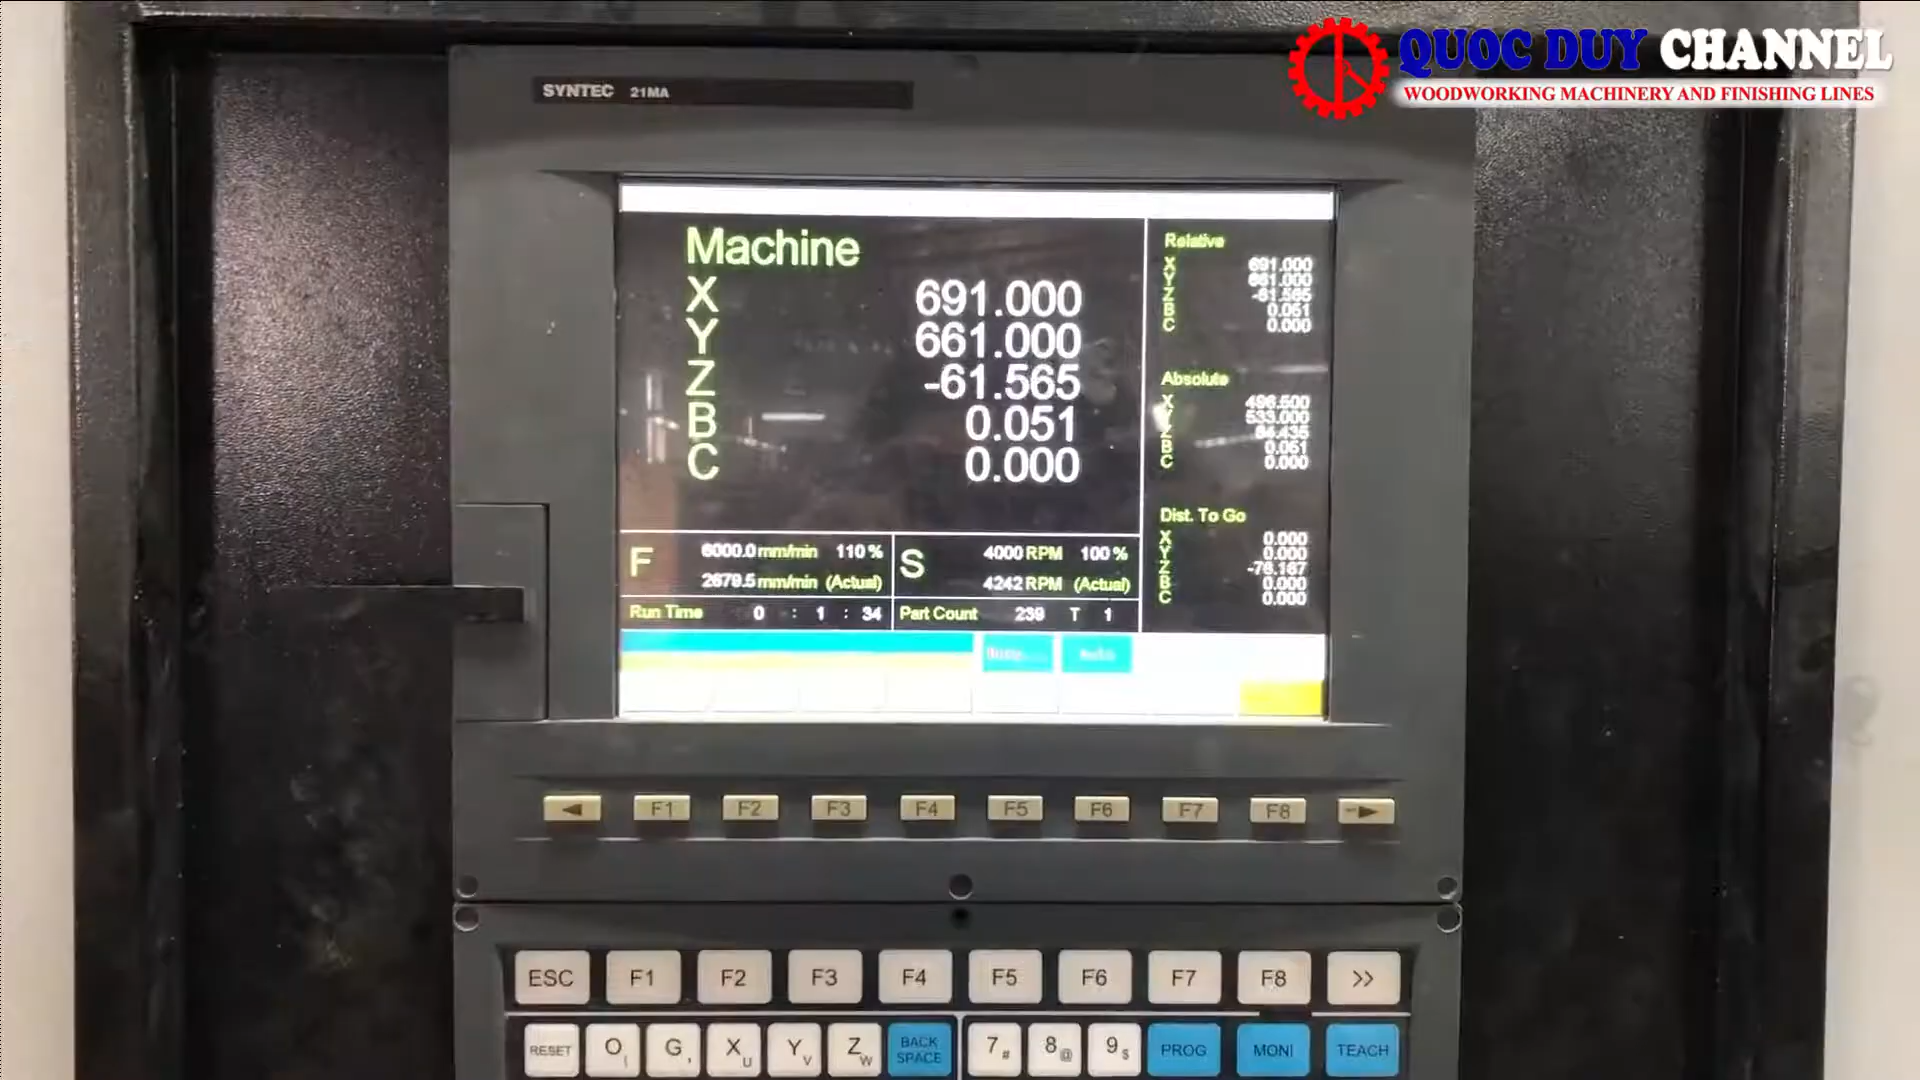 QUOC DUY CHANNEL
WOODWORKING MACHINERY AND FINISHING LINES
SYNTEC 21MA
Machine
X 691.000
Y 661.000
Z -61.565
B 0.051
C 0.000
Relative
X 691.000
Y 661.000
Z -61.565
B 0.051
C 0.000
Absolute
X 496.500
Y 533.000
Z 84.435
B 0.051
C 0.000
Dist. To Go
X 0.000
Y 0.000
Z -76.167
B 0.000
C 0.000
F 6000.0 mm/min 110 %
2679.5 mm/min (Actual)
S 4000 RPM 100 %
4242 RPM (Actual)
Run Time 0 : 1 : 34
Part Count 239 T 1
Busy... Auto
F1 F2 F3 F4 F5 F6 F7 F8
ESC F1 F2 F3 F4 F5 F6 F7 F8 >>
RESET O( G, XU YV ZW BACK SPACE 7# 8@ 9$ PROG MONI TEACH